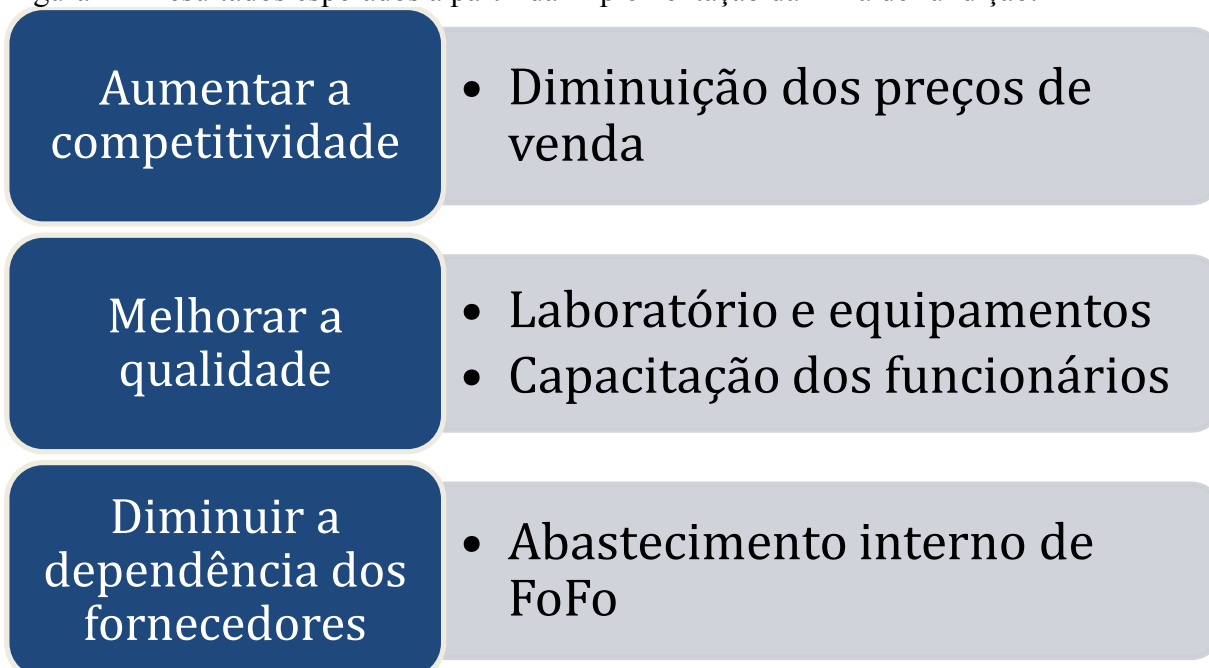 Aumentar a
competitividade
• Diminuição dos preços de
venda
Melhorar a
qualidade
• Laboratório e equipamentos
• Capacitação dos funcionários
Diminuir a
dependência dos
fornecedores
• Abastecimento interno de
FoFo